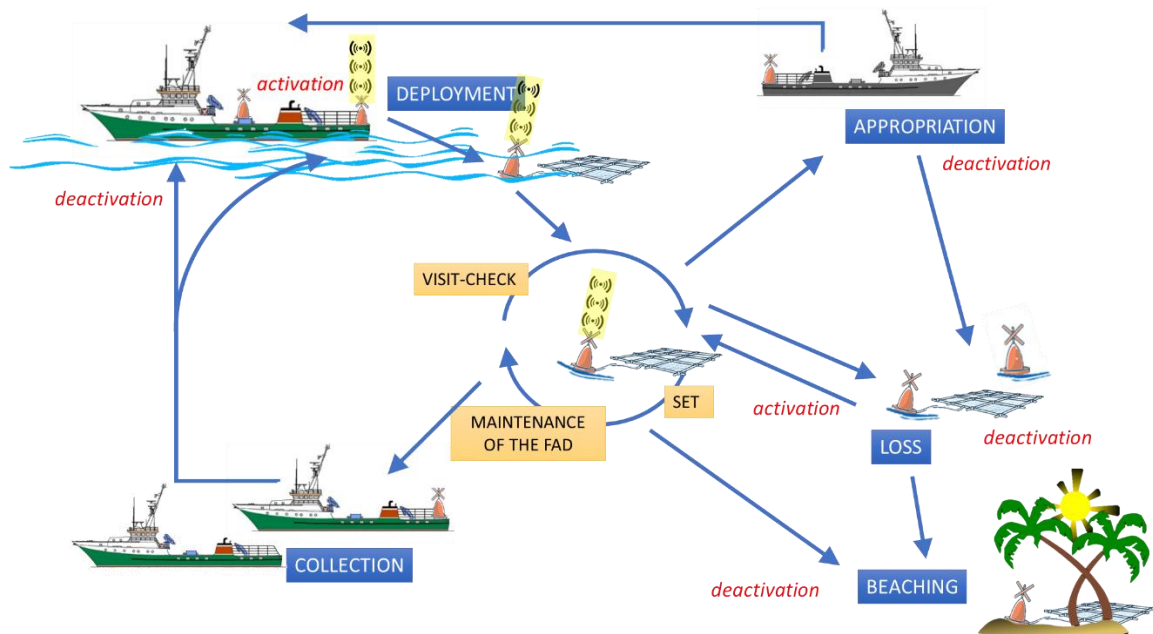 activation
DEPLOYMENT
APPROPRIATION
deactivation
deactivation
VISIT-CHECK
SET
MAINTENANCE
OF THE FAD
activation
deactivation
LOSS
COLLECTION
deactivation
BEACHING